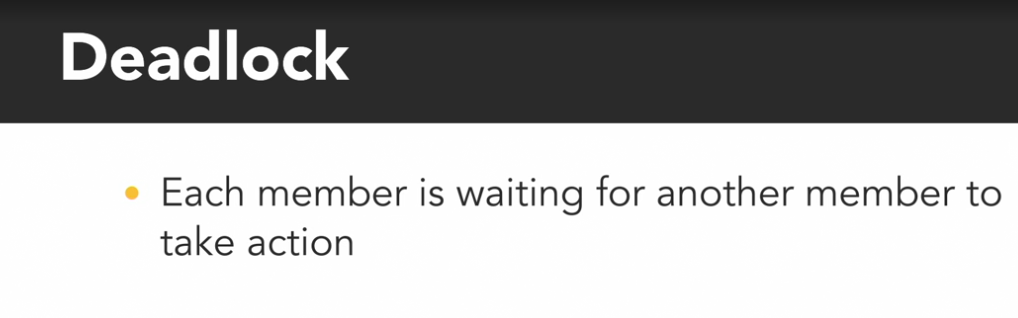 Deadlock
• Each member is waiting for another member to
take action